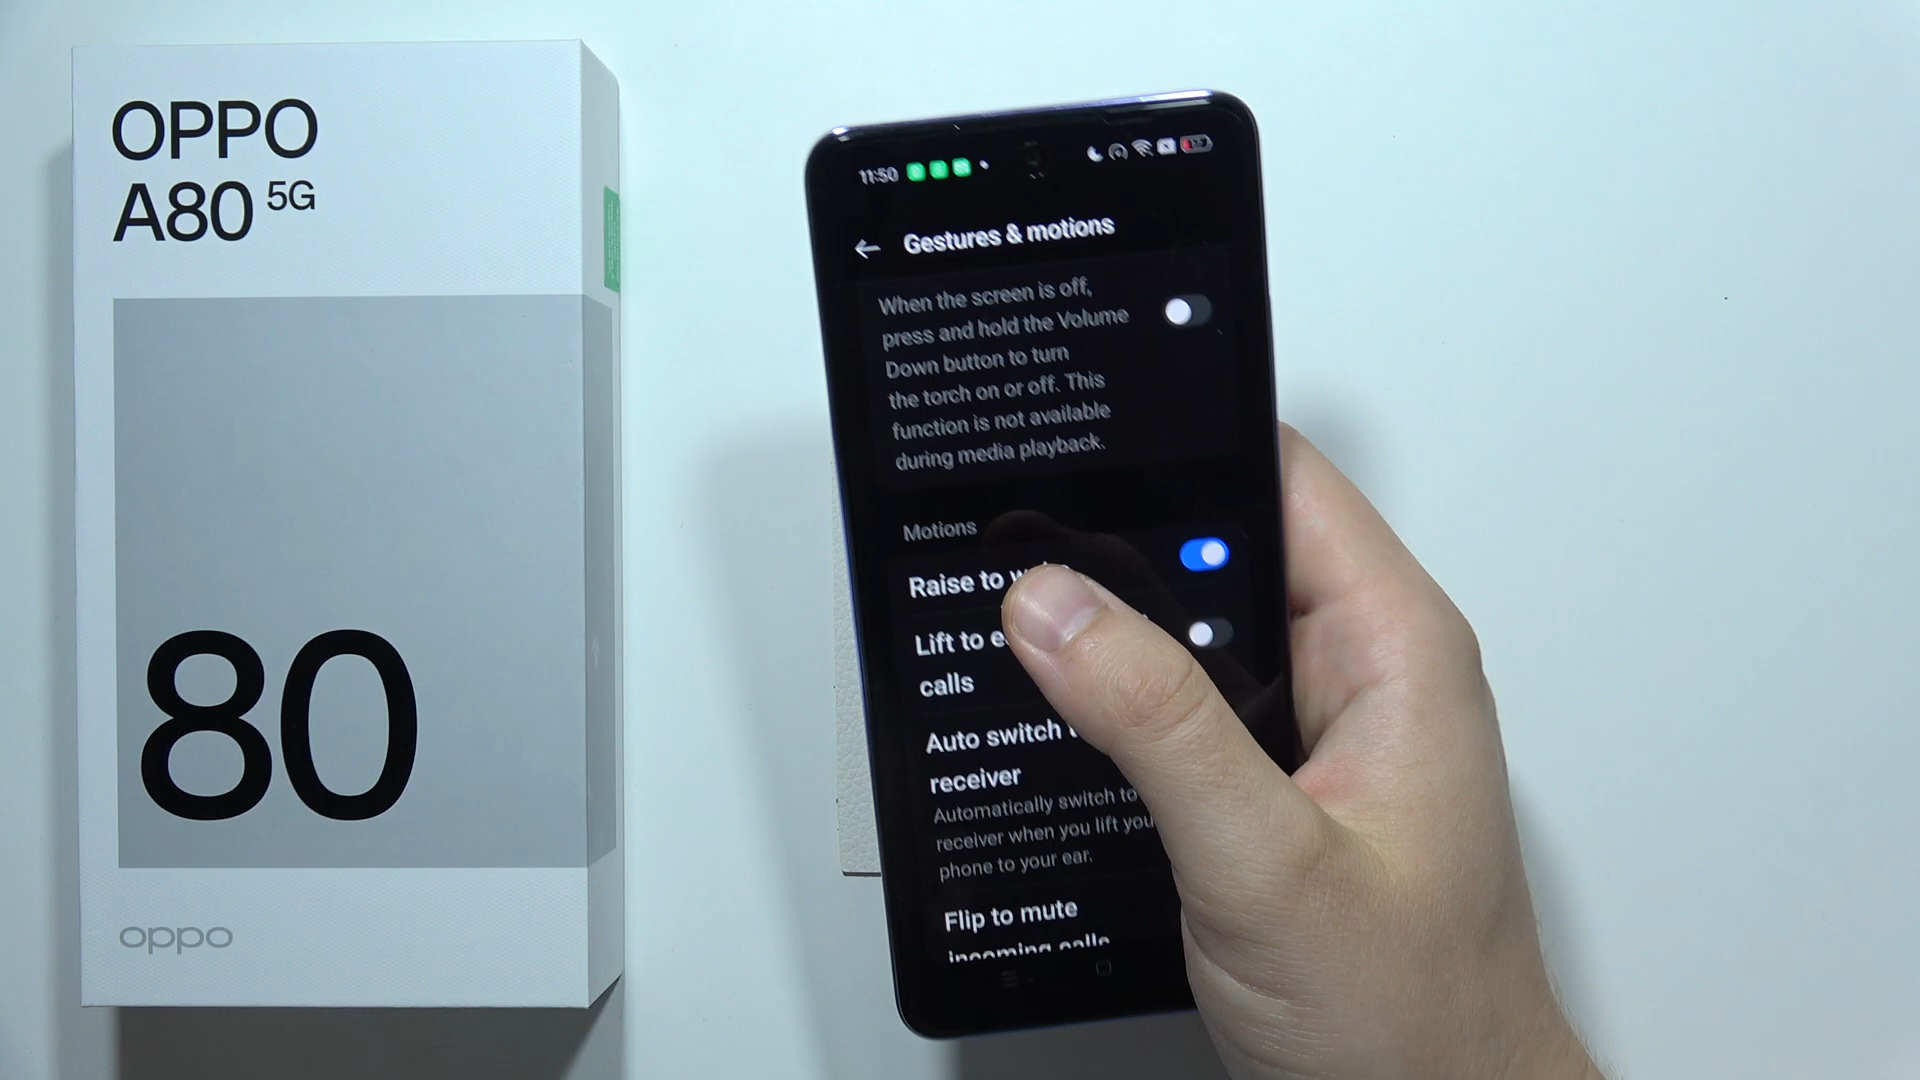 OPPO
A80 5G
80
oppo
11:50
Gestures & motions
When the screen is off,
press and hold the Volume
Down button to turn
the torch on or off. This
function is not available
during media playback.
Motions
Raise to
Lift to
calls
Auto switch
receiver
Automatically switch to
receiver when you lift
phone to your ear.
Flip to mute
incoming calls